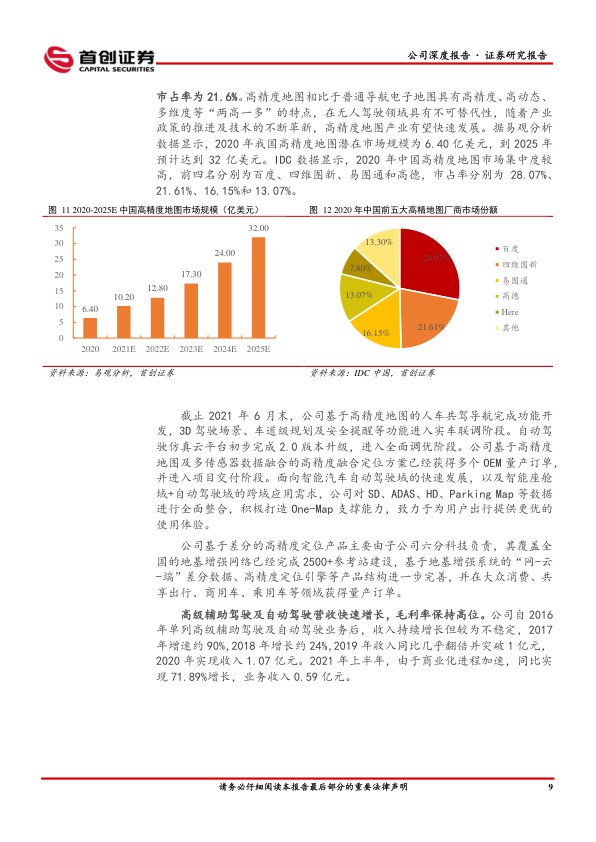 首创证券
CAPITAL SECURITIES
公司深度报告 · 证券研究报告
市占率为 21.6%。高精度地图相比于普通导航电子地图具有高精度、高动态、
多维度等“两高一多”的特点，在无人驾驶领域具有不可替代性，随着产业
政策的推进及技术的不断革新，高精度地图产业有望快速发展。据易观分析
数据显示，2020 年我国高精度地图潜在市场规模为 6.40 亿美元，到 2025 年
预计达到 32 亿美元。IDC 数据显示，2020 年中国高精度地图市场集中度较
高，前四名分别为百度、四维图新、易图通和高德，市占率分别为 28.07%、
21.61%、16.15%和 13.07%。
图 11 2020-2025E 中国高精度地图市场规模（亿美元）
35
30
25
20
15
10
5
0
6.40
10.20
12.80
17.30
24.00
32.00
2020 2021E 2022E 2023E 2024E 2025E
资料来源：易观分析，首创证券
图 12 2020 年中国前五大高精地图厂商市场份额
28.07%
21.61%
16.15%
13.07%
7.80%
13.30%
百度
四维图新
易图通
高德
Here
其他
资料来源：IDC 中国，首创证券
截止 2021 年 6 月末，公司基于高精度地图的人车共驾导航完成功能开
发，3D 驾驶场景、车道级规划及安全提醒等功能进入实车联调阶段。自动驾
驶仿真云平台初步完成 2.0 版本升级，进入全面调优阶段。公司基于高精度
地图及多传感器数据融合的高精度融合定位方案已经获得多个 OEM 量产订单，
并进入项目交付阶段。面向智能汽车自动驾驶域的快速发展，以及智能座舱
域+自动驾驶域的跨域应用需求，公司对 SD、ADAS、HD、Parking Map 等数据
进行全面整合，积极打造 One-Map 支撑能力，致力于为用户出行提供更优的
使用体验。
公司基于差分的高精度定位产品主要由子公司六分科技负责，其覆盖全
国的地基增强网络已经完成 2500+参考站建设，基于地基增强系统的“网-云
-端”差分数据、高精度定位引擎等产品结构进一步完善，并在大众消费、共
享出行、商用车、乘用车等领域获得量产订单。
高级辅助驾驶及自动驾驶营收快速增长，毛利率保持高位。公司自 2016
年单列高级辅助驾驶及自动驾驶业务后，收入持续增长但较为不稳定，2017
年增速约 90%,2018 年增长约 24%,2019 年收入同比几乎翻倍并突破 1 亿元，
2020 年实现收入 1.07 亿元。2021 年上半年，由于商业化进程加速，同比实
现 71.89%增长，业务收入 0.59 亿元。
请务必仔细阅读本报告最后部分的重要法律声明
9